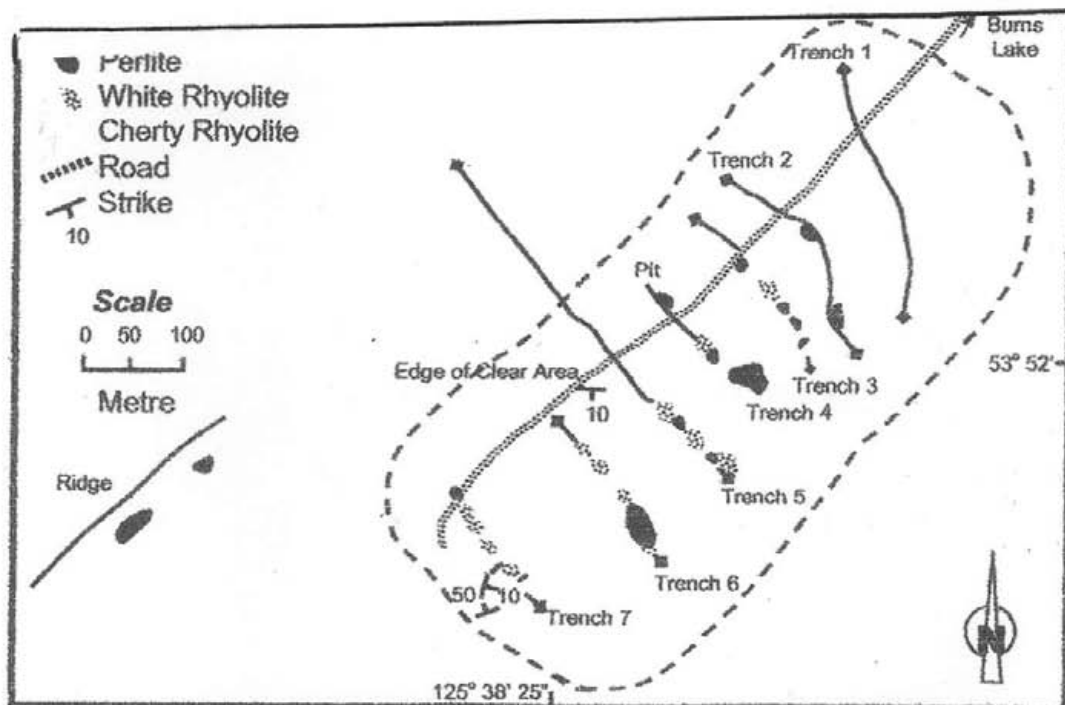 Perlite
White Rhyolite
Cherty Rhyolite
Road
Strike
10
Scale
0 50 100
Metre
Ridge
Burns
Lake
Trench 1
Trench 2
Pit
53° 52'
Trench 3
Edge of Clear Area
Trench 4
10
Trench 5
Trench 6
50
10
Trench 7
N
125° 38' 25"